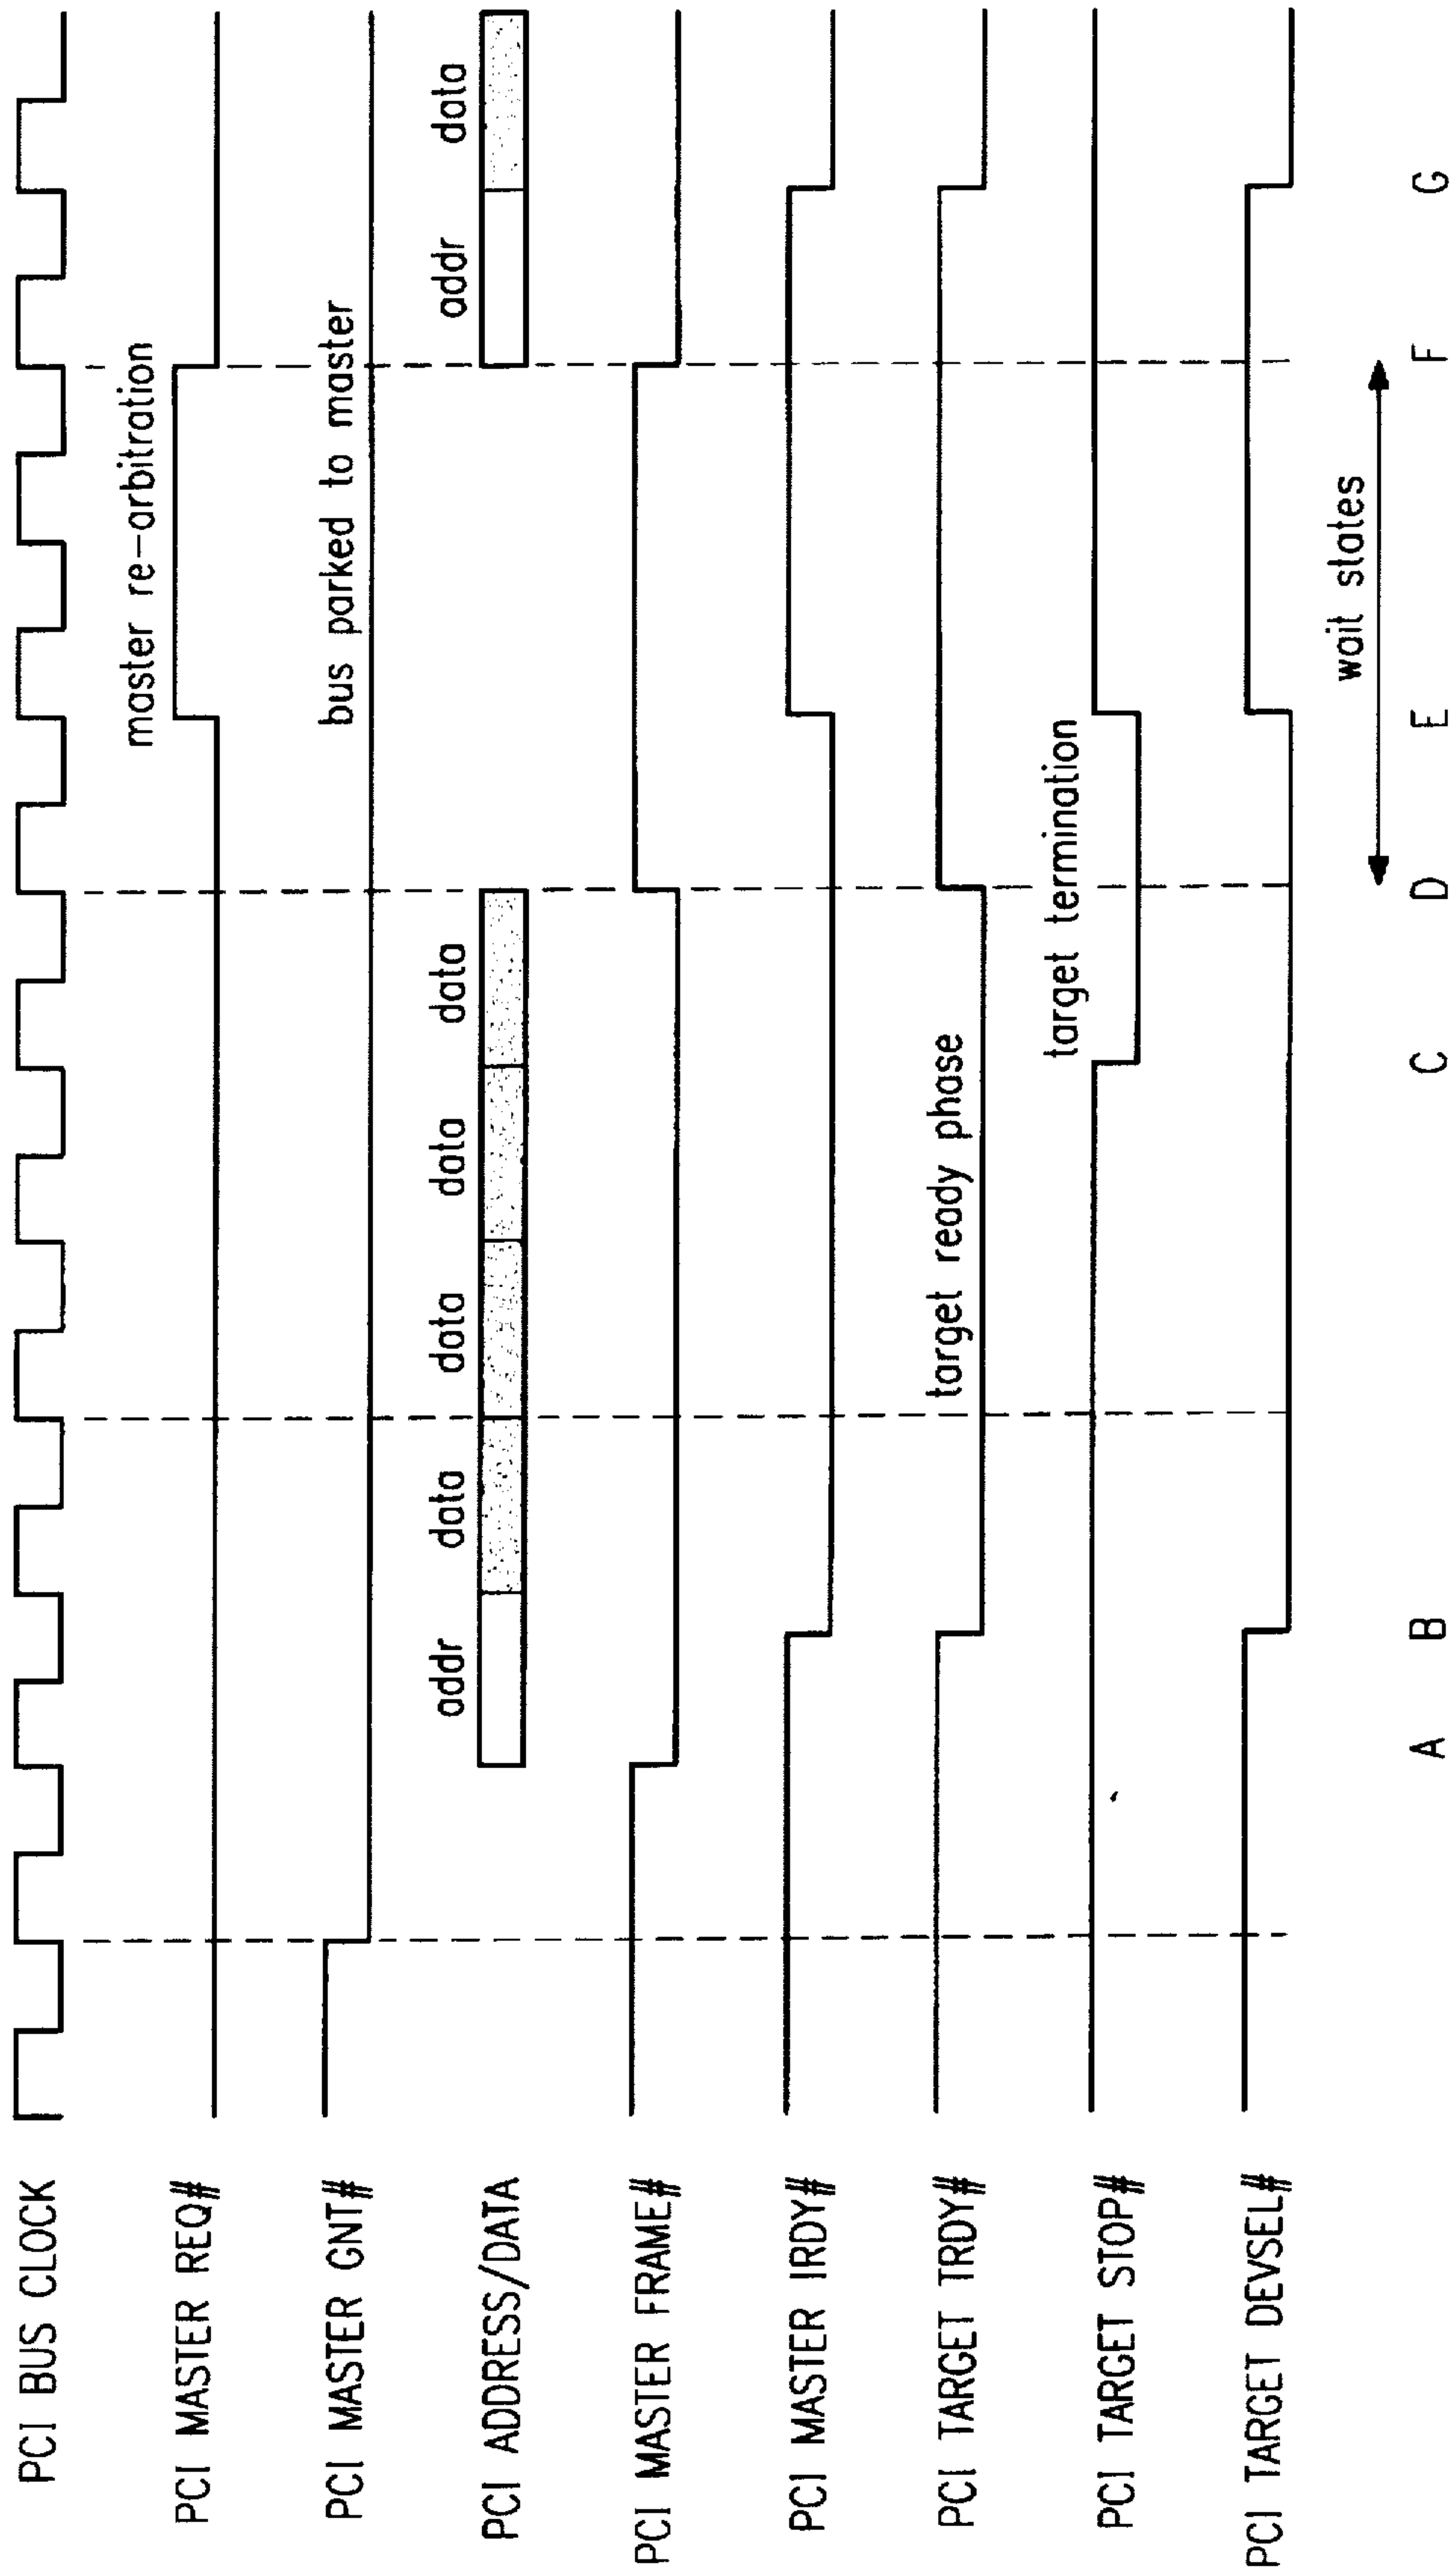 PCI BUS CLOCK
master re-arbitration
PCI MASTER REQ#
bus parked to master
PCI MASTER GNT#
addr data data data data addr data
PCI ADDRESS/DATA
PCI MASTER FRAME#
PCI MASTER IRDY#
target ready phase
PCI TARGET TRDY#
target termination
PCI TARGET STOP#
PCI TARGET DEVSEL#
wait states
A B C D E F G